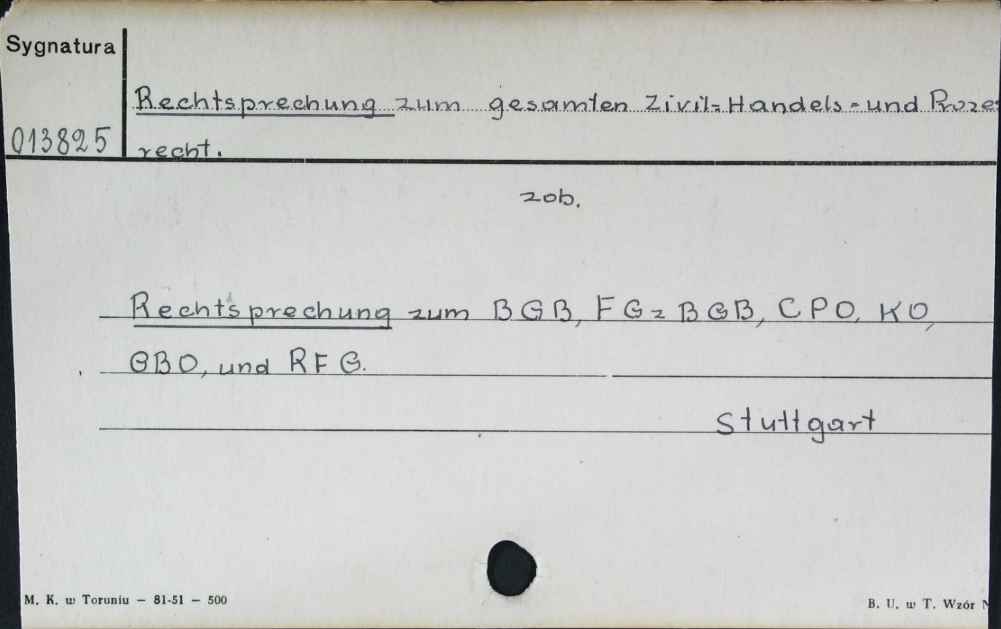 Sygnatura
Rechtsprechung zum gesamten Zivil= Handels - und Prozes
013825
recht.
zob.
Rechtsprechung zum BGB, FG z BGB, CPO, KO,
GBO, und RFG.
Stuttgart
M. K. w Toruniu — 81-51 — 500
B. U. w T. Wzór N